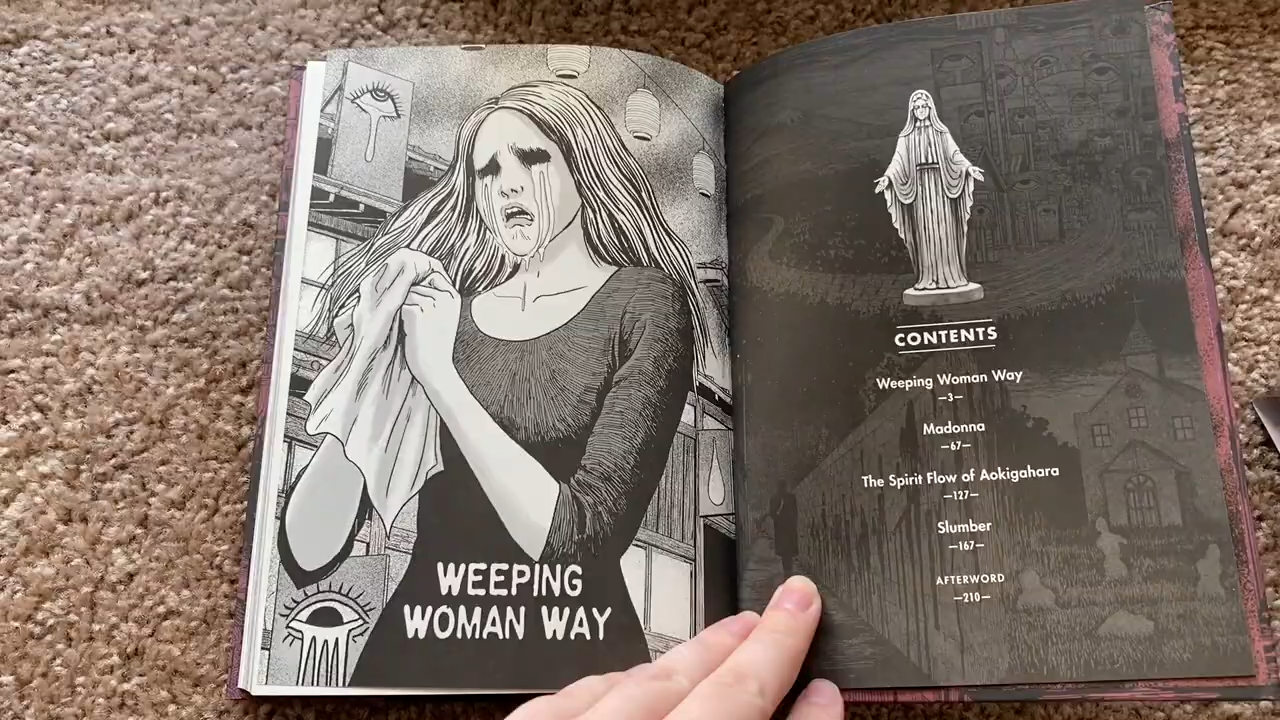 WEEPING
WOMAN WAY
CONTENTS
Weeping Woman Way
—3—
Madonna
—67—
The Spirit Flow of Aokigahara
—127—
Slumber
—167—
AFTERWORD
—210—